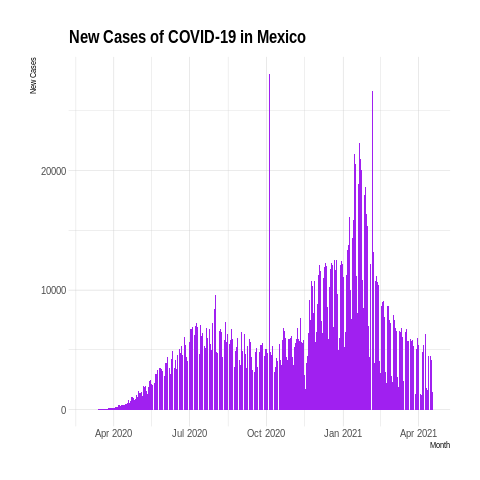 New Cases of COVID-19 in Mexico
New Cases
20000
10000
0
Apr 2020 Jul 2020 Oct 2020 Jan 2021 Apr 2021
Month